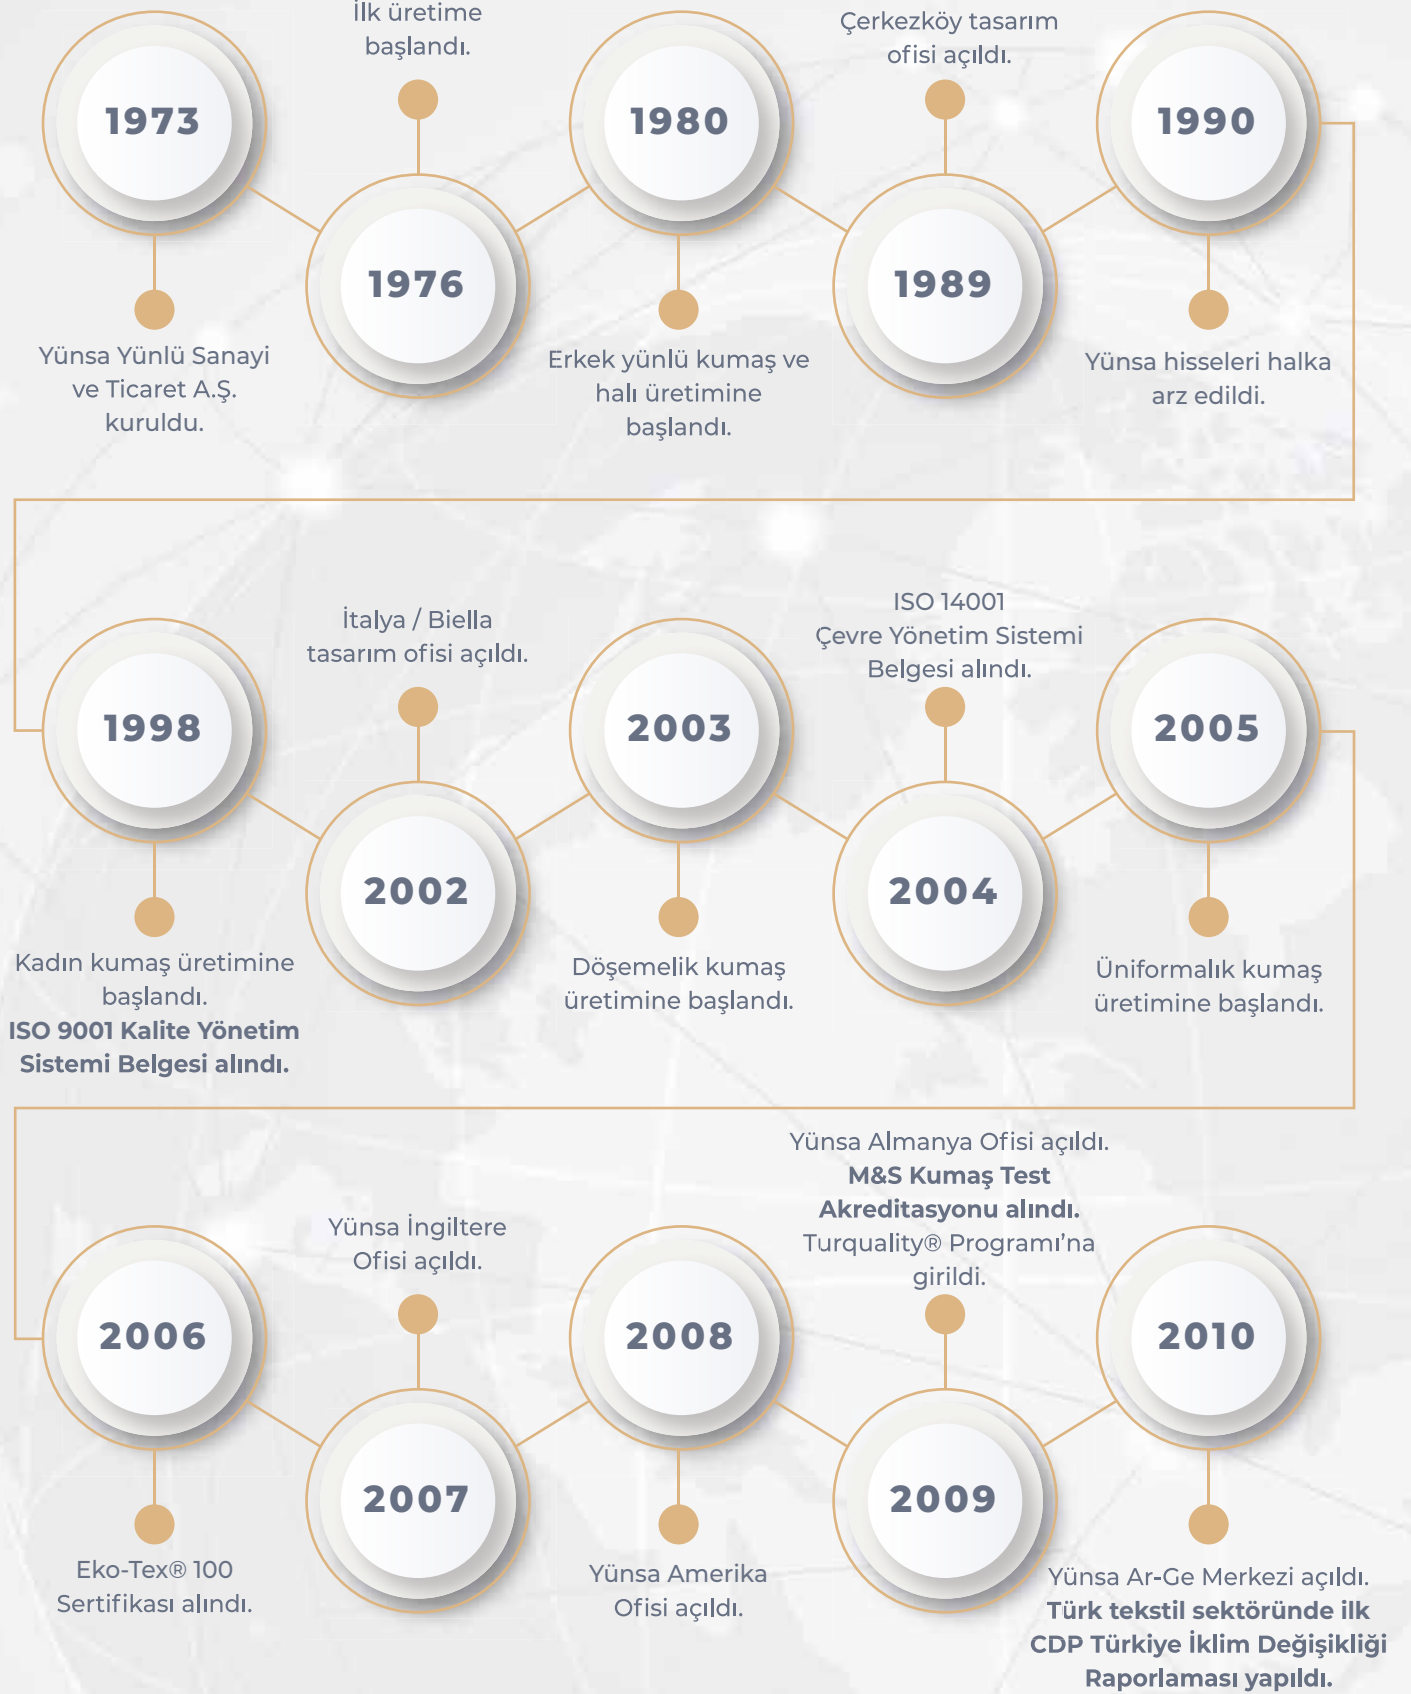 1973
Yünsa Yünlü Sanayi
ve Ticaret A.Ş.
kuruldu.
İlk üretime
başlandı.
1976
1980
Erkek yünlü kumaş ve
halı üretimine
başlandı.
Çerkezköy tasarım
ofisi açıldı.
1989
1990
Yünsa hisseleri halka
arz edildi.
1998
Kadın kumaş üretimine
başlandı.
ISO 9001 Kalite Yönetim
Sistemi Belgesi alındı.
İtalya / Biella
tasarım ofisi açıldı.
2002
2003
Döşemelik kumaş
üretimine başlandı.
ISO 14001
Çevre Yönetim Sistemi
Belgesi alındı.
2004
2005
Üniformalık kumaş
üretimine başlandı.
2006
Eko-Tex® 100
Sertifikası alındı.
Yünsa İngiltere
Ofisi açıldı.
2007
2008
Yünsa Amerika
Ofisi açıldı.
Yünsa Almanya Ofisi açıldı.
M&S Kumaş Test
Akreditasyonu alındı.
Turquality® Programı’na
girildi.
2009
2010
Yünsa Ar-Ge Merkezi açıldı.
Türk tekstil sektöründe ilk
CDP Türkiye İklim Değişikliği
Raporlaması yapıldı.